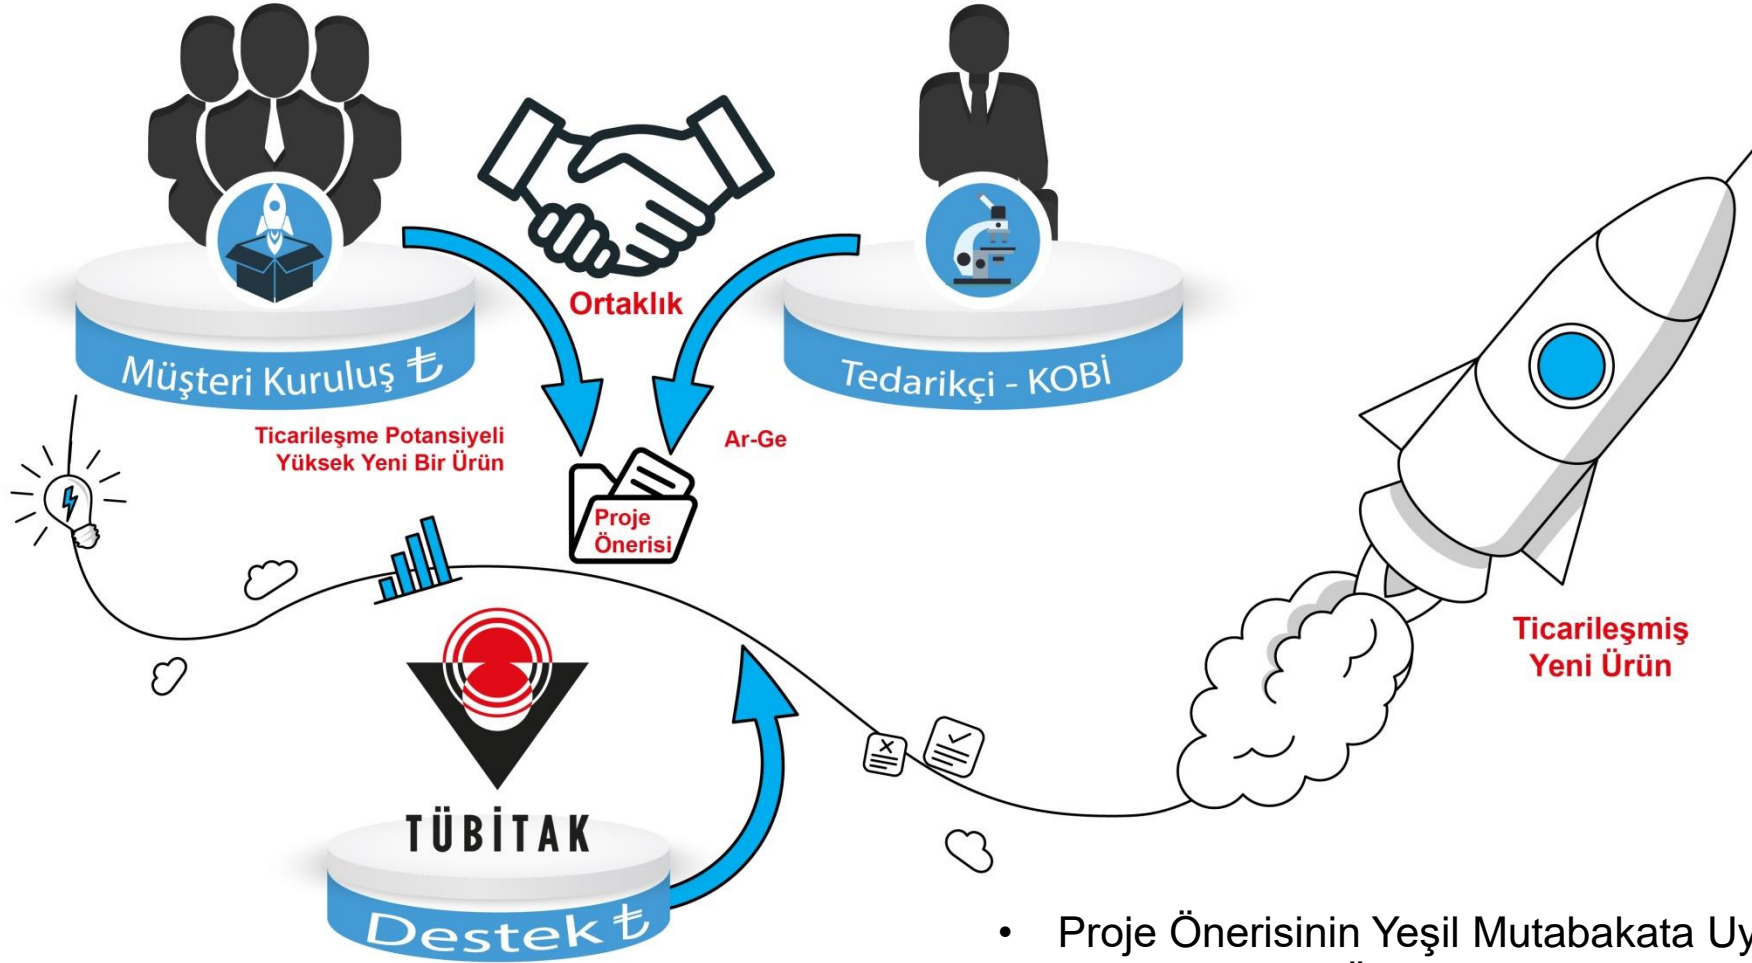 Ortaklık
Müşteri Kuruluş ₺
Tedarikçi - KOBİ
Ticarileşme Potansiyeli
Yüksek Yeni Bir Ürün
Ar-Ge
Proje
Önerisi
Ticarileşmiş
Yeni Ürün
TÜBİTAK
Destek ₺
• Proje Önerisinin Yeşil Mutabakata